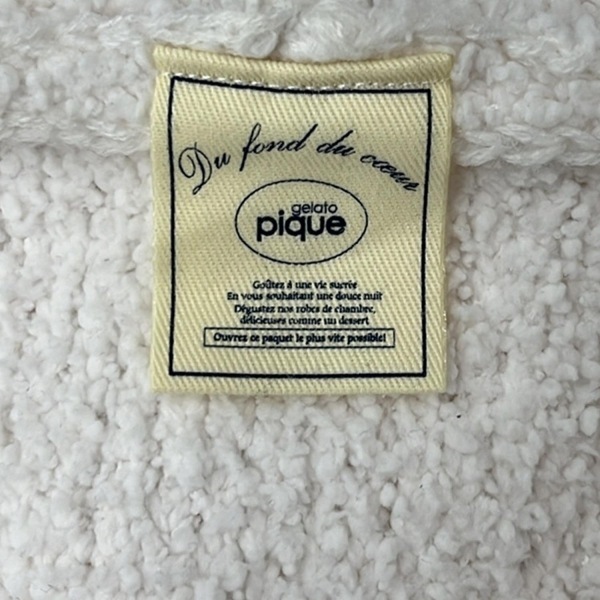 Du fond du cœur
gelato
pique
Goûtez à une vie sucrée
En vous souhaitant une douce nuit
Dégustez nos robes de chambre,
délicieuses comme un dessert
Ouvrez ce paquet le plus vite possible!